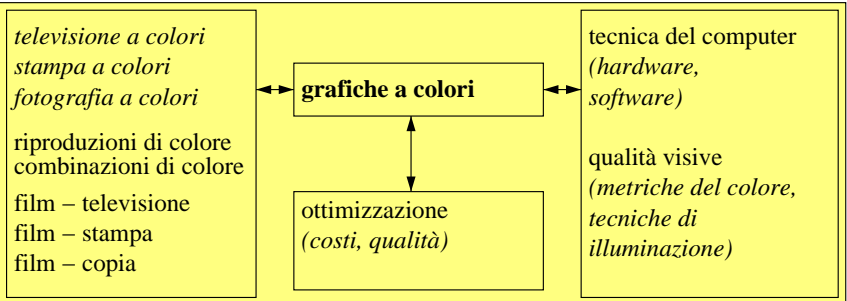 televisione a colori
stampa a colori
fotografia a colori
riproduzioni di colore
combinazioni di colore
film – televisione
film – stampa
film – copia
grafiche a colori
ottimizzazione
(costi, qualità)
tecnica del computer
(hardware,
software)
qualità visive
(metriche del colore,
tecniche di
illuminazione)